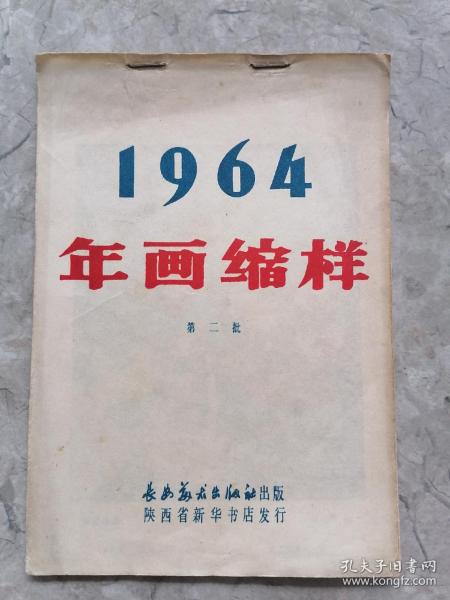 1964
年画缩样
第二批
长安美术出版社出版
陕西省新华书店发行
孔夫子旧书网
www.kongfz.com